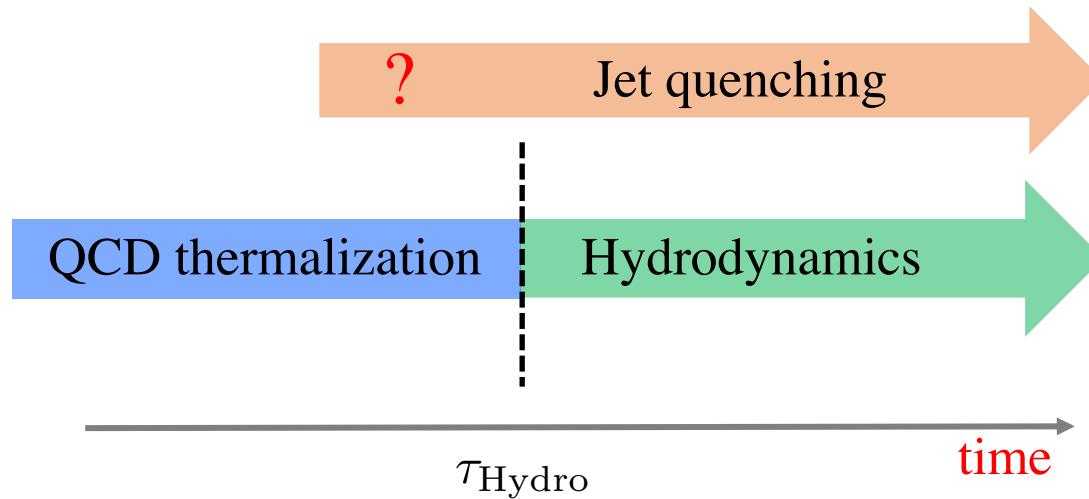 ? Jet quenching
QCD thermalization Hydrodynamics
time
τHydro